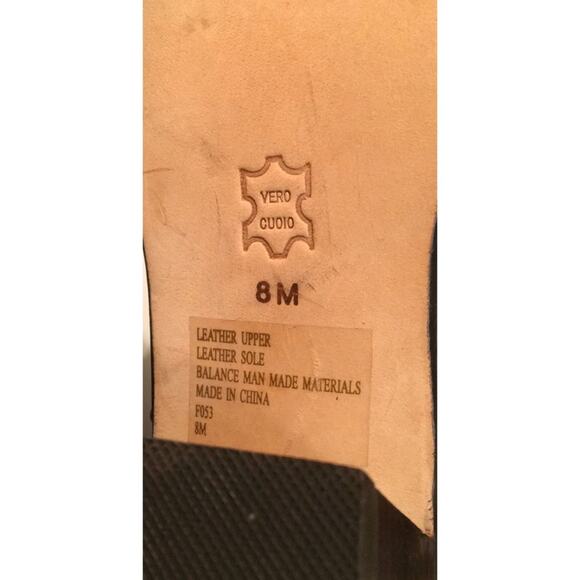 VERO
CUOIO
8M
LEATHER UPPER
LEATHER SOLE
BALANCE MAN MADE MATERIALS
MADE IN CHINA
F053
8M